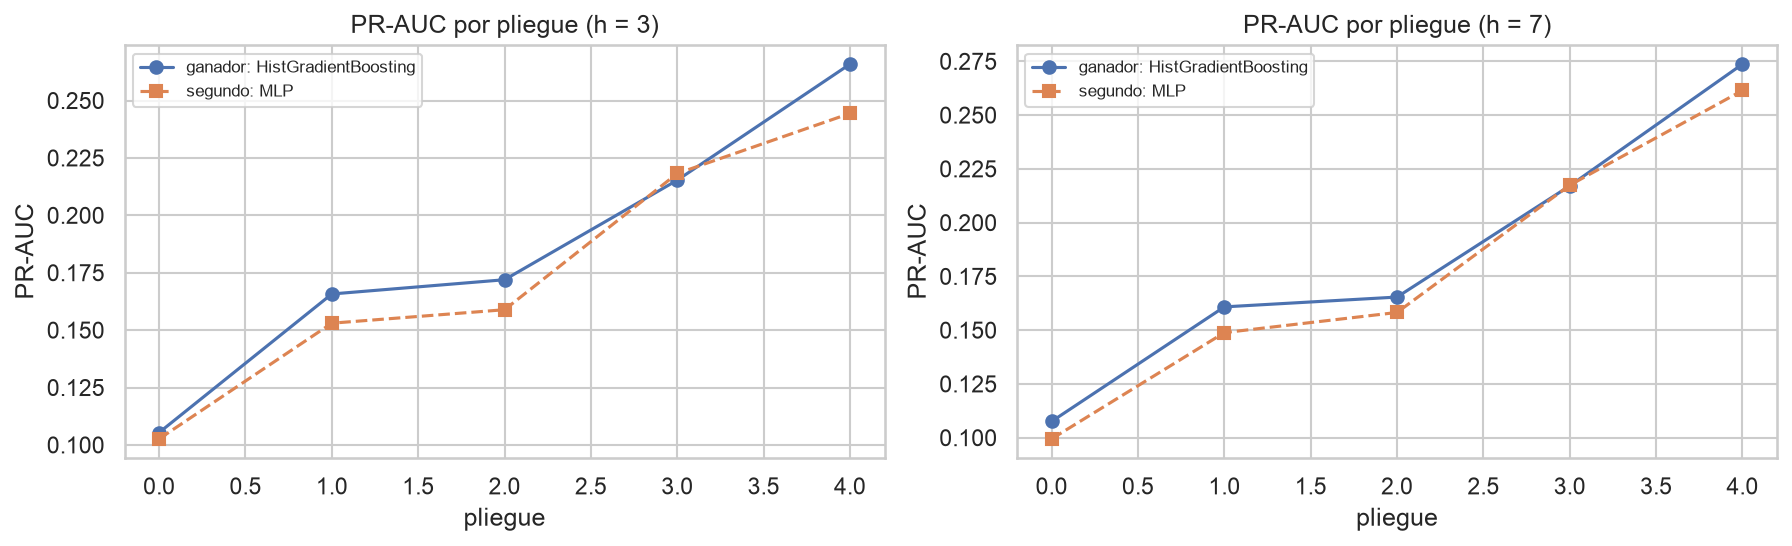 PR-AUC por pliegue (h = 3)
ganador: HistGradientBoosting
segundo: MLP
PR-AUC
0.250
0.225
0.200
0.175
0.150
0.125
0.100
0.0 0.5 1.0 1.5 2.0 2.5 3.0 3.5 4.0
pliegue
PR-AUC por pliegue (h = 7)
ganador: HistGradientBoosting
segundo: MLP
PR-AUC
0.275
0.250
0.225
0.200
0.175
0.150
0.125
0.100
0.0 0.5 1.0 1.5 2.0 2.5 3.0 3.5 4.0
pliegue